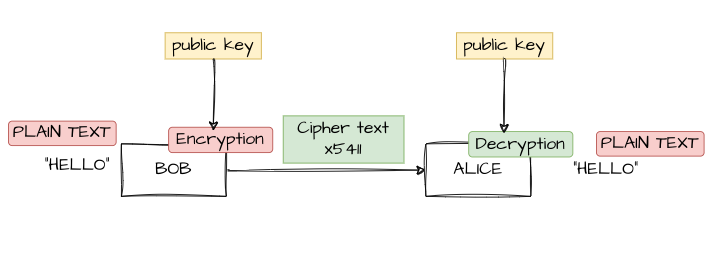 public key
public key
PLAIN TEXT
Encryption
Cipher text
x5411
Decryption
PLAIN TEXT
"HELLO"
BOB
ALICE
"HELLO"